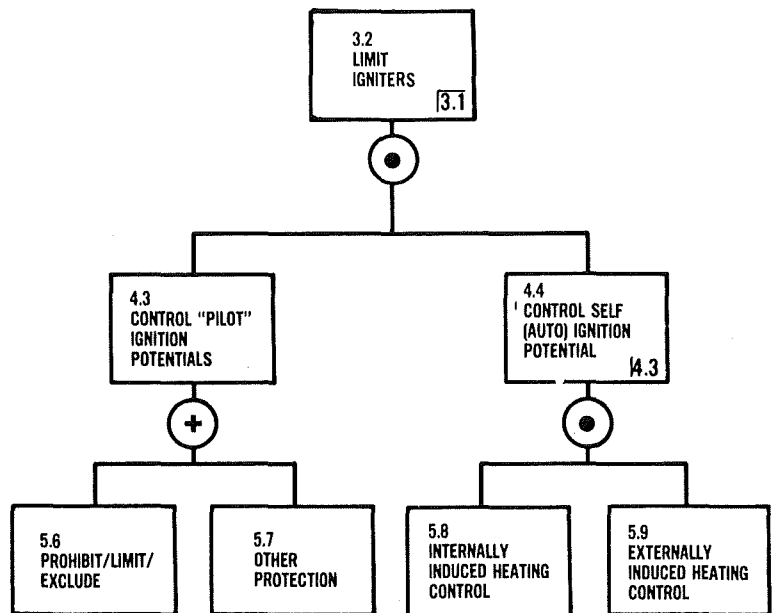 3.2
LIMIT
IGNITERS
3.1
4.3
CONTROL "PILOT"
IGNITION
POTENTIALS
4.4
CONTROL SELF
(AUTO) IGNITION
POTENTIAL
4.3
+
5.6
PROHIBIT/LIMIT/
EXCLUDE
5.7
OTHER
PROTECTION
5.8
INTERNALLY
INDUCED HEATING
CONTROL
5.9
EXTERNALLY
INDUCED HEATING
CONTROL